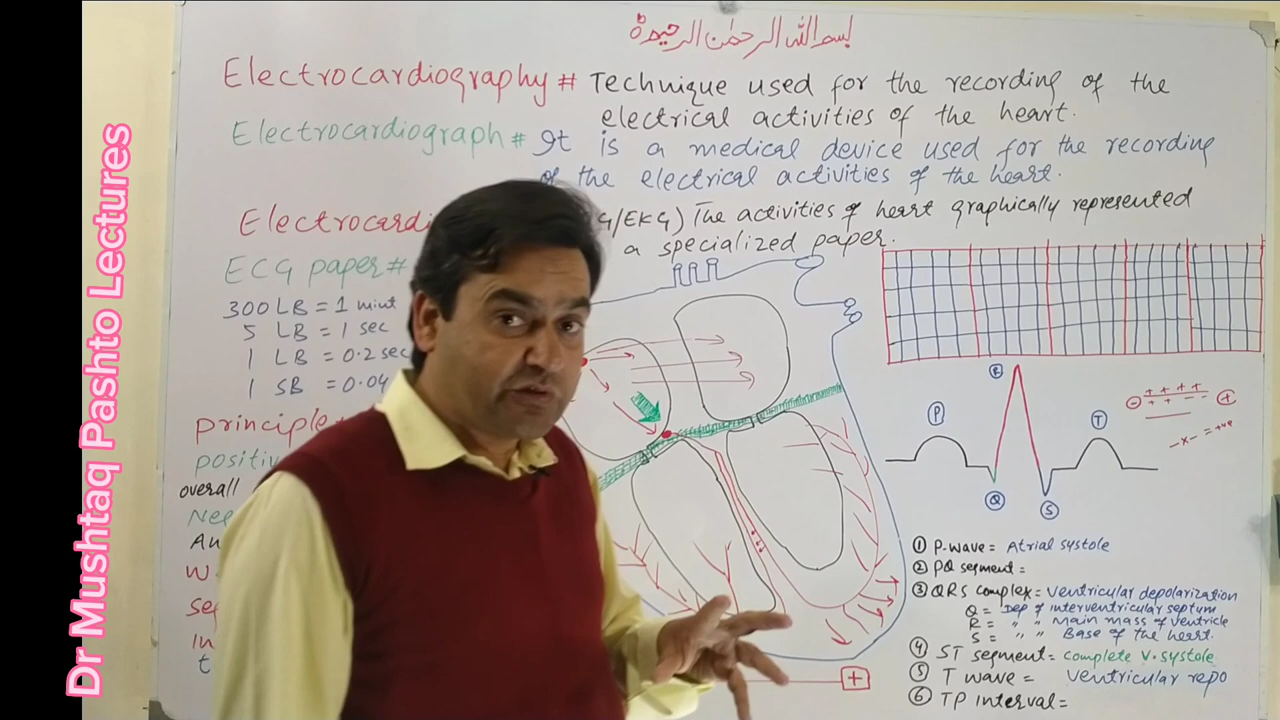 بسم اللہ الرحمٰن الرحیم
Electrocardiography # Technique used for the recording of the
electrical activities of the heart.
Electrocardiograph # It is a medical device used for the recording
of the electrical activities of the heart.
Electrocardi G/EKG) The activities of heart graphically represented
a specialized paper.
ECG paper #
300 LB = 1 mint
5 LB = 1 sec
1 LB = 0.2 sec
1 SB = 0.04
principle
positiv
overall
Neg
An
W
Seg
In
t
R
P
T
Q
S
- + + + + +
+ + - -
-x- = +ve
+
① P-wave = Atrial systole
② PQ segment =
③ QRS complex = ventricular depolarization
Q = Dep of interventricular septum
R = " " main mass of ventricle
S = " " Base of the heart.
④ ST segment = complete V. systole
⑤ T wave = ventricular repo
⑥ TP interval =
Dr Mushtaq Pashto Lectures